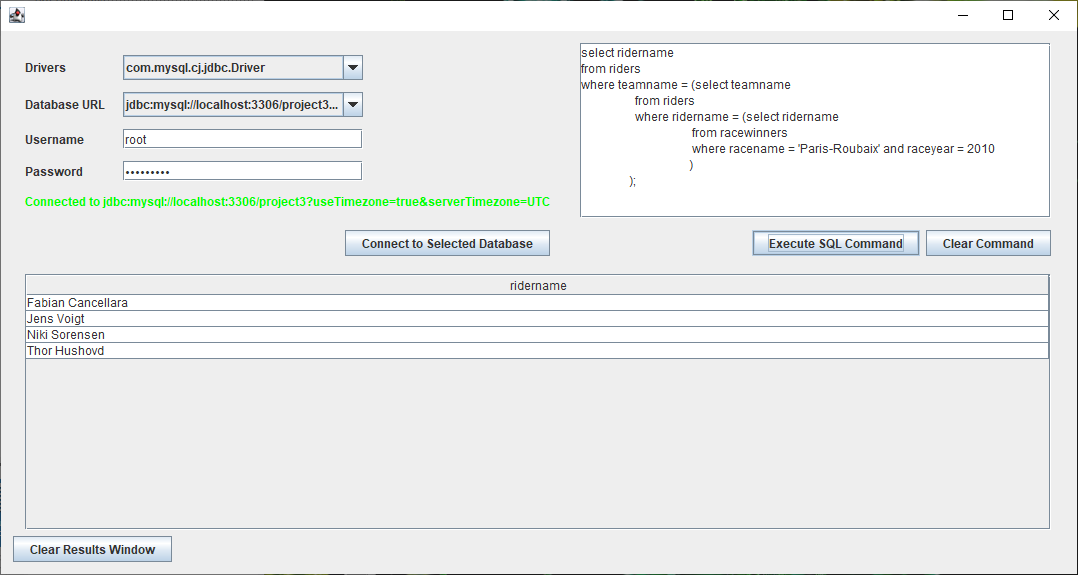 Drivers
com.mysql.cj.jdbc.Driver
Database URL
jdbc:mysql://localhost:3306/project3...
Username
root
Password
•••••••••
Connected to jdbc:mysql://localhost:3306/project3?useTimezone=true&serverTimezone=UTC
Connect to Selected Database
select ridername
from riders
where teamname = (select teamname
from riders
where ridername = (select ridername
from racewinners
where racename = 'Paris-Roubaix' and raceyear = 2010
)
);
Execute SQL Command
Clear Command
ridername
Fabian Cancellara
Jens Voigt
Niki Sorensen
Thor Hushovd
Clear Results Window